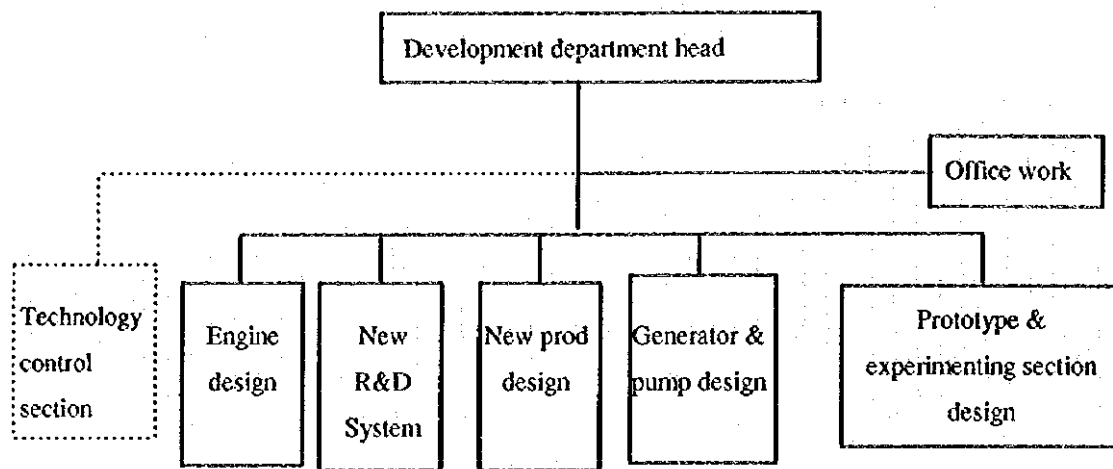 Development department head
Office work
Technology
control
section
Engine
design
New
R&D
System
New prod
design
Generator &
pump design
Prototype &
experimenting section
design